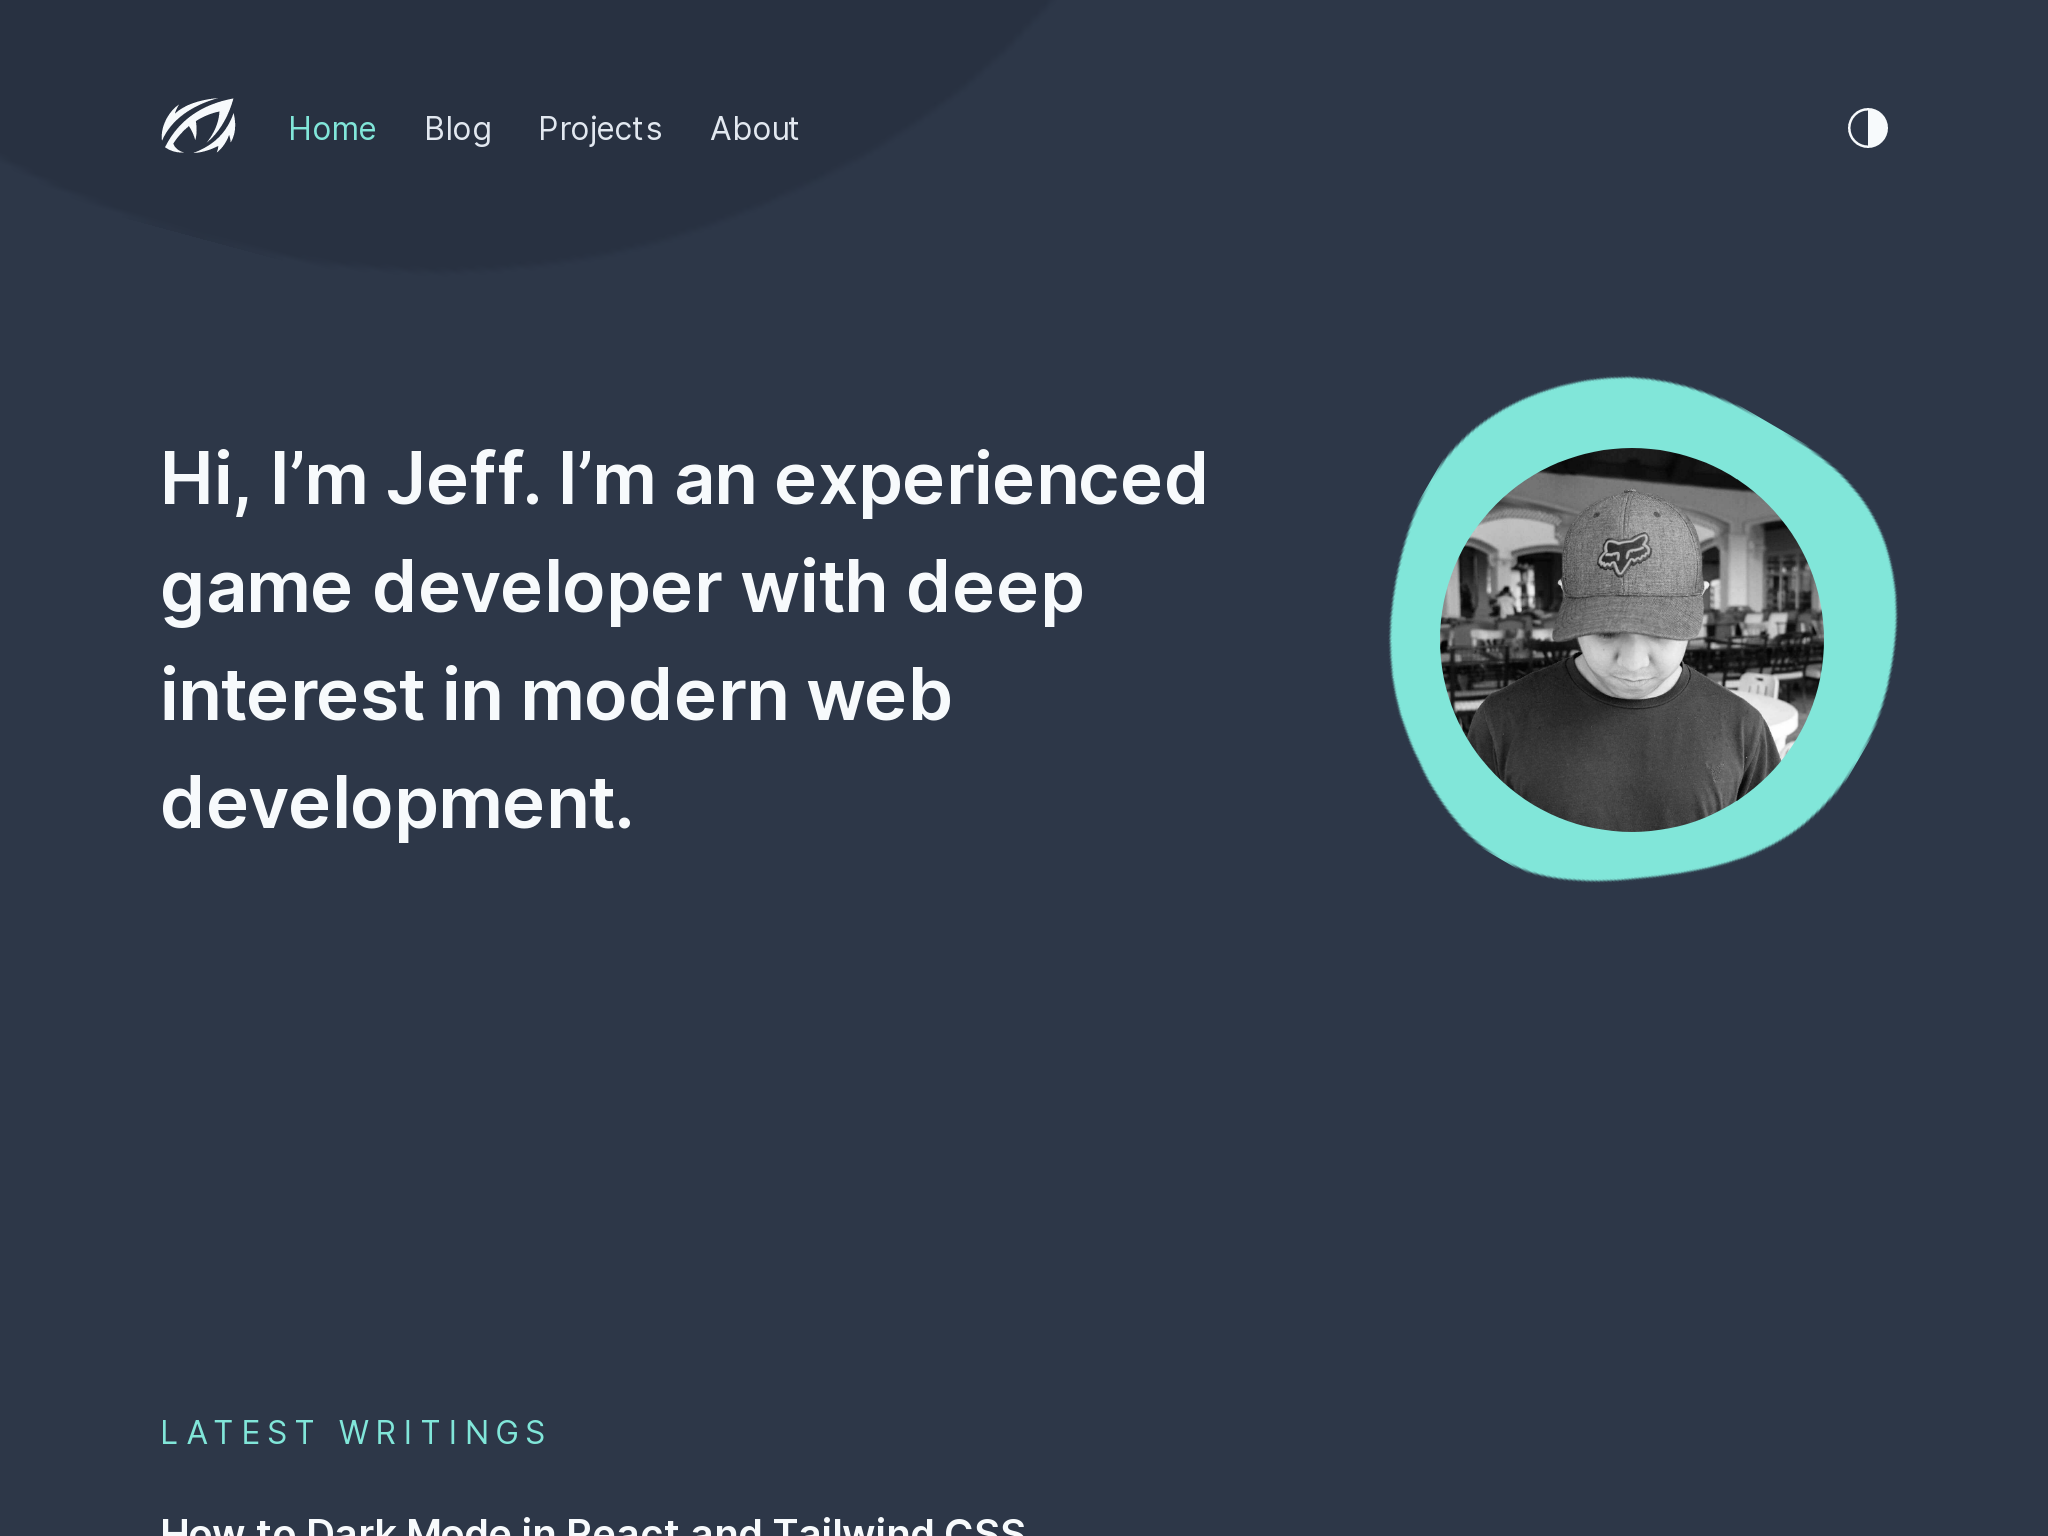 Home Blog Projects About
Hi, I’m Jeff. I’m an experienced
game developer with deep
interest in modern web
development.
LATEST WRITINGS
How to Dark Mode in React and Tailwind CSS